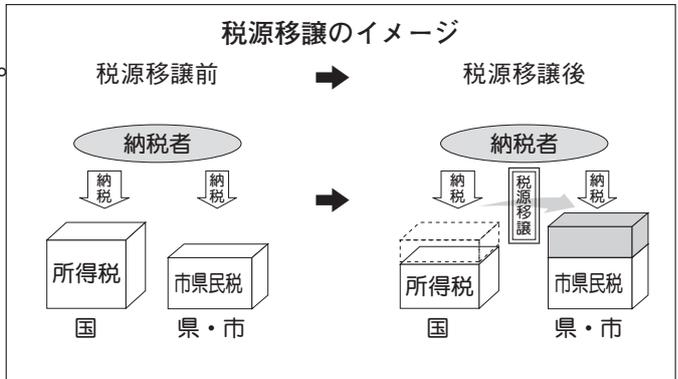 税源移譲のイメージ
税源移譲前
税源移譲後
納税者
納税
納税
所得税
市県民税
国
県・市
納税者
納税
税源移譲
納税
所得税
市県民税
国
県・市